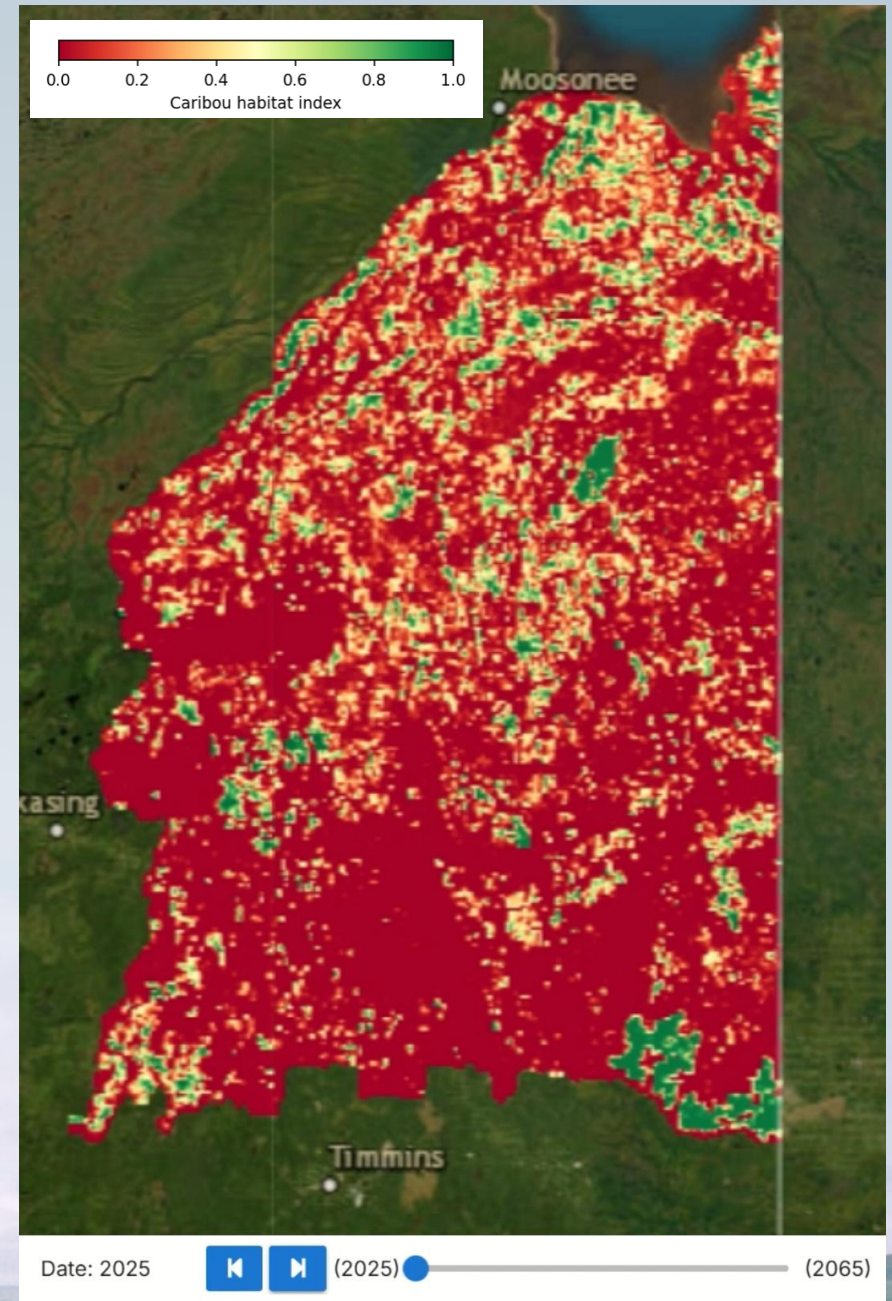 0.0 0.2 0.4 0.6 0.8 1.0
Caribou habitat index
Moosonee
kasing
Timmins
Date: 2025 (2025) (2065)